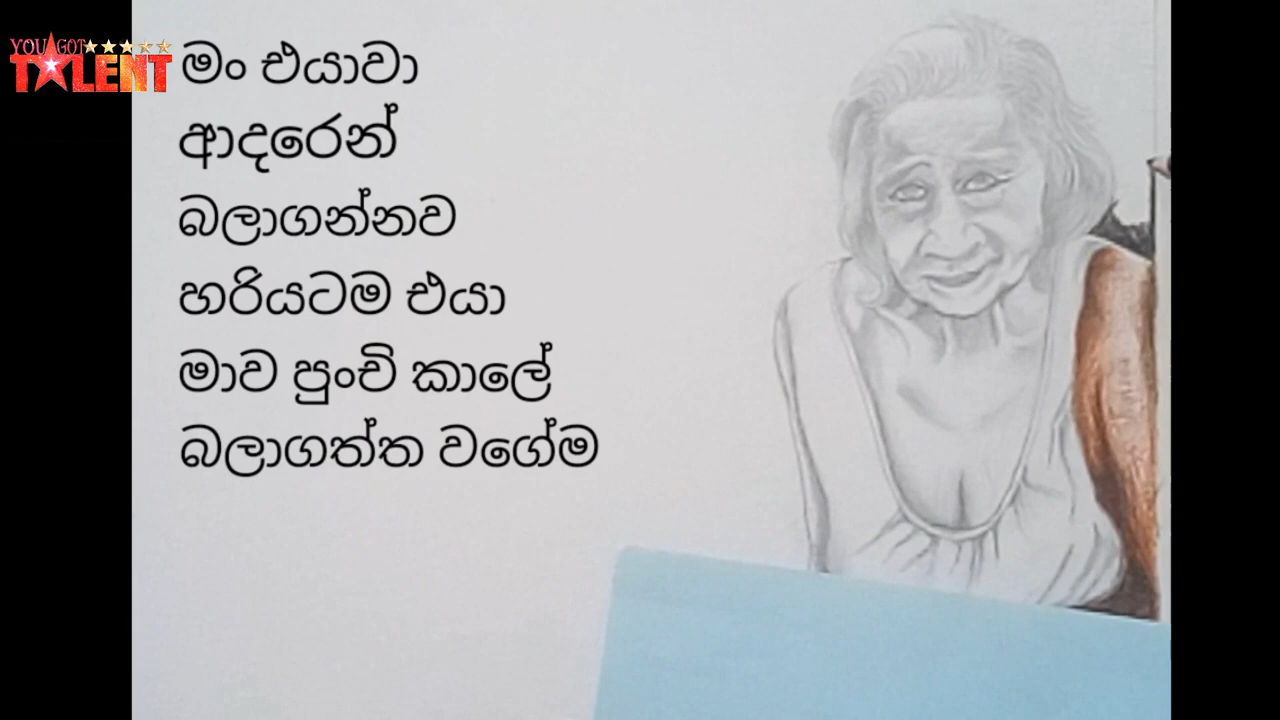 YOU GOT
TALENT
මං එයාව​ා
ආදරෙන්
බලාගන්නව
හරියටම එයා
මාව පුංචි කාලේ
බලාගත්ත වගේම